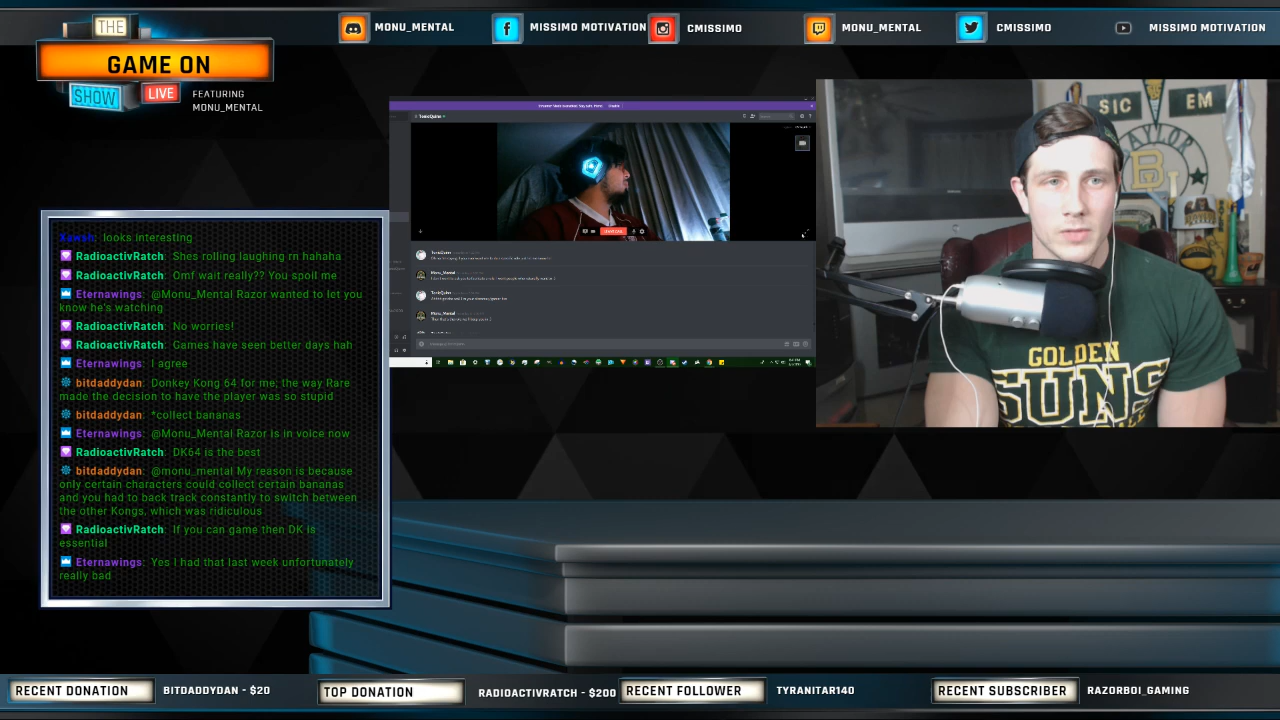 THE
GAME ON
SHOW
LIVE
FEATURING
MONU_MENTAL
MONU_MENTAL
MISSIMO MOTIVATION
CMISSIMO
MONU_MENTAL
CMISSIMO
MISSIMO MOTIVATION
Xawah: looks interesting
RadioactivRatch: Shes rolling laughing rn hahaha
RadioactivRatch: Omf wait really?? You spoil me
Eternawings: @Monu_Mental Razor wanted to let you
know he's watching
RadioactivRatch: No worries!
RadioactivRatch: Games have seen better days hah
Eternawings: I agree
bitdaddydan: Donkey Kong 64 for me; the way Rare
made the decision to have the player was so stupid
bitdaddydan: *collect bananas
Eternawings: @Monu_Mental Razor is in voice now
RadioactivRatch: DK64 is the best
bitdaddydan: @monu_mental My reason is because
only certain characters could collect certain bananas
and you had to back track constantly to switch between
the other Kongs, which was ridiculous
RadioactivRatch: If you can game then DK is
essential
Eternawings: Yes I had that last week unfortunately
really bad
TonicQuine
TonicQuine
Monu_Mental
TonicQuine
Monu_Mental
SIC EM
BAYLOR
B
GOLDEN
SUNS
RECENT DONATION
BITDADDYDAN - $20
TOP DONATION
RADIOACTIVRATCH - $200
RECENT FOLLOWER
TYRANITAR140
RECENT SUBSCRIBER
RAZORBOI_GAMING